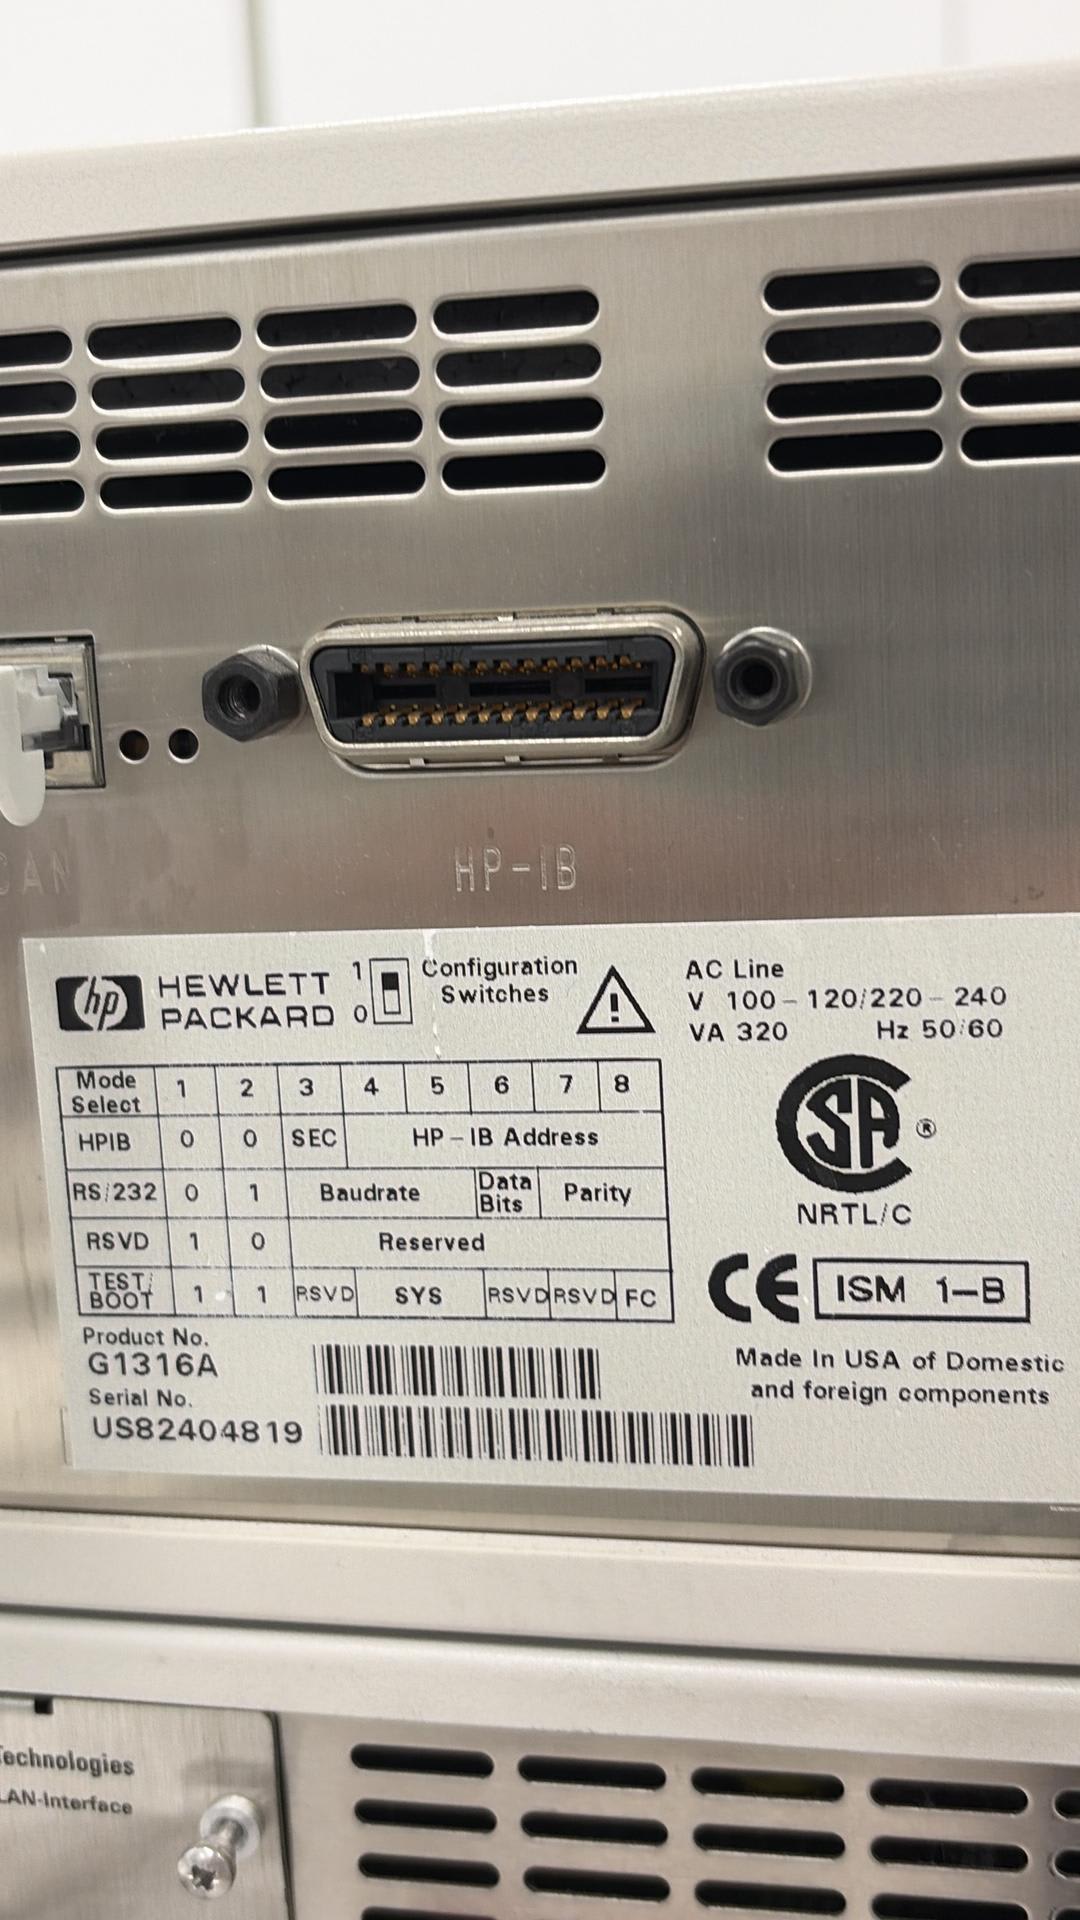 CAN
HP-IB
hp HEWLETT PACKARD
1
0
Configuration
Switches
AC Line
V 100-120/220-240
VA 320 Hz 50/60
Mode Select 1 2 3 4 5 6 7 8
HPIB 0 0 SEC HP-IB Address
RS/232 0 1 Baudrate Data Bits Parity
RSVD 1 0 Reserved
TEST/BOOT 1 1 RSVD SYS RSVD RSVD FC
SA ®
NRTL/C
CE ISM 1-B
Product No.
G1316A
Serial No.
US82404819
Made In USA of Domestic
and foreign components
Technologies
LAN-Interface